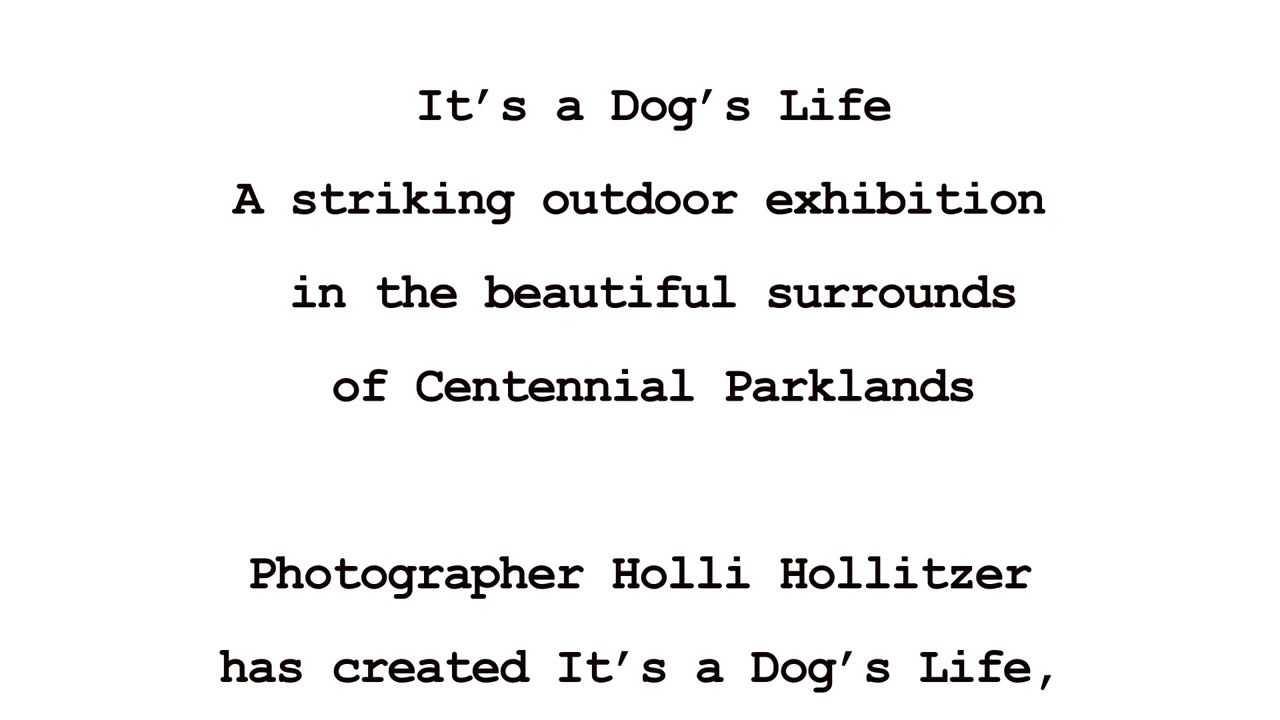 It’s a Dog’s Life
A striking outdoor exhibition
in the beautiful surrounds
of Centennial Parklands
Photographer Holli Hollitzer
has created It’s a Dog’s Life,